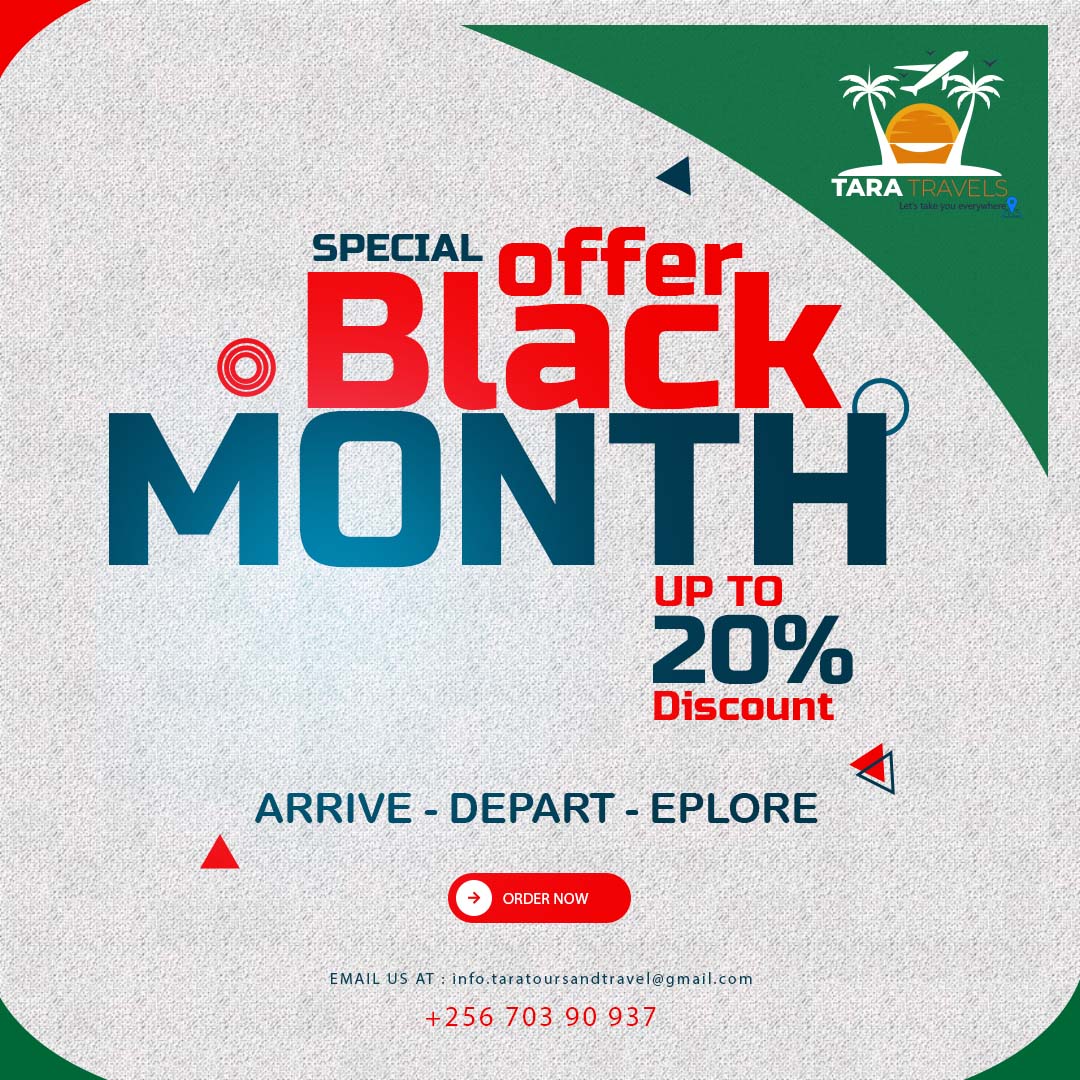 TARA TRAVELS
Let's take you everywhere
SPECIAL offer
Black
MONTH
UP TO
20%
Discount
ARRIVE - DEPART - EPLORE
ORDER NOW
EMAIL US AT : info.taratoursandtravel@gmail.com
+256 703 90 937